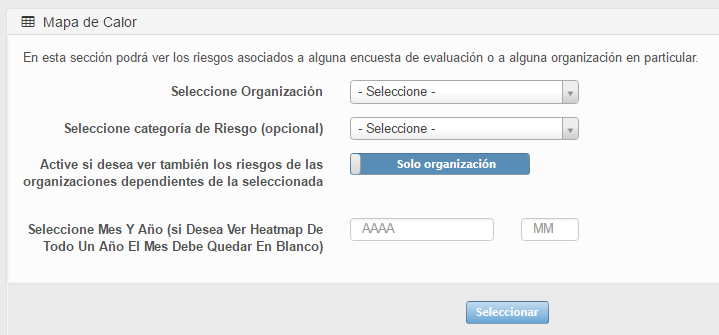 Mapa de Calor
En esta sección podrá ver los riesgos asociados a alguna encuesta de evaluación o a alguna organización en particular.
Seleccione Organización
- Seleccione -
Seleccione categoría de Riesgo (opcional)
- Seleccione -
Active si desea ver también los riesgos de las
organizaciones dependientes de la seleccionada
Solo organización
Seleccione Mes Y Año (si Desea Ver Heatmap De
Todo Un Año El Mes Debe Quedar En Blanco)
AAAA
MM
Seleccionar